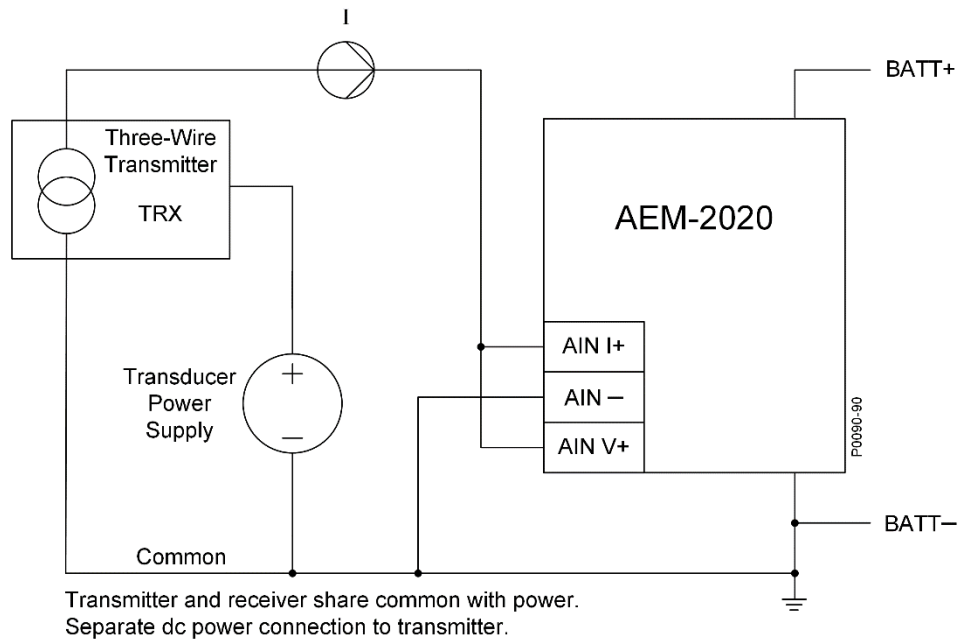 I
BATT+
Three-Wire
Transmitter
TRX
AEM-2020
AIN I+
AIN –
AIN V+
Transducer
Power
Supply
+
–
P0090-90
BATT–
Common
Transmitter and receiver share common with power.
Separate dc power connection to transmitter.